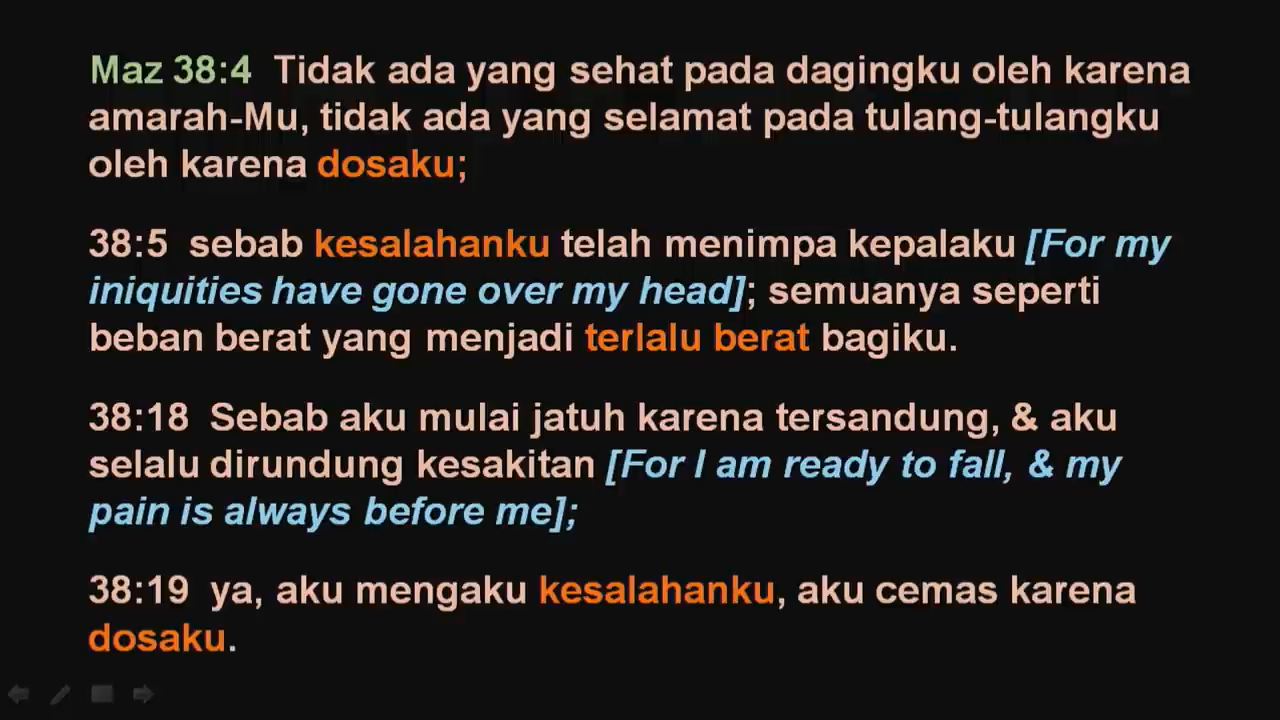 Maz 38:4 Tidak ada yang sehat pada dagingku oleh karena
amarah-Mu, tidak ada yang selamat pada tulang-tulangku
oleh karena dosaku;
38:5 sebab kesalahanku telah menimpa kepalaku [For my
iniquities have gone over my head]; semuanya seperti
beban berat yang menjadi terlalu berat bagiku.
38:18 Sebab aku mulai jatuh karena tersandung, & aku
selalu dirundung kesakitan [For I am ready to fall, & my
pain is always before me];
38:19 ya, aku mengaku kesalahanku, aku cemas karena
dosaku.